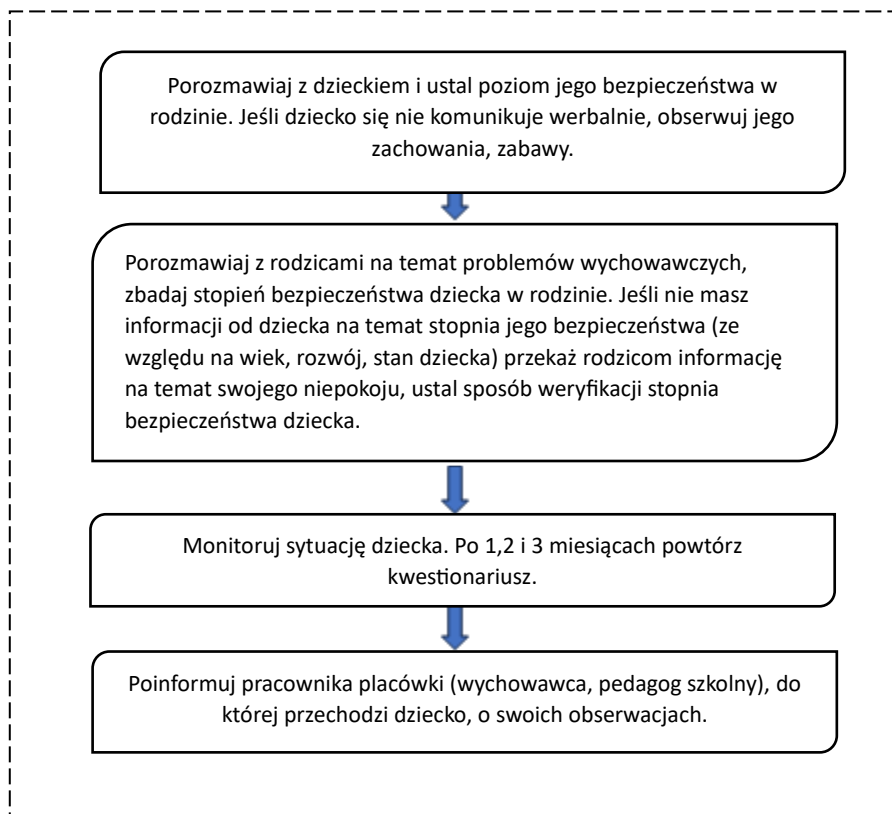 Porozmawiaj z dzieckiem i ustal poziom jego bezpieczeństwa w
rodzinie. Jeśli dziecko się nie komunikuje werbalnie, obserwuj jego
zachowania, zabawy.
Porozmawiaj z rodzicami na temat problemów wychowawczych,
zbadaj stopień bezpieczeństwa dziecka w rodzinie. Jeśli nie masz
informacji od dziecka na temat stopnia jego bezpieczeństwa (ze
względu na wiek, rozwój, stan dziecka) przekaż rodzicom informację
na temat swojego niepokoju, ustal sposób weryfikacji stopnia
bezpieczeństwa dziecka.
Monitoruj sytuację dziecka. Po 1,2 i 3 miesiącach powtórz
kwestionariusz.
Poinformuj pracownika placówki (wychowawca, pedagog szkolny), do
której przechodzi dziecko, o swoich obserwacjach.